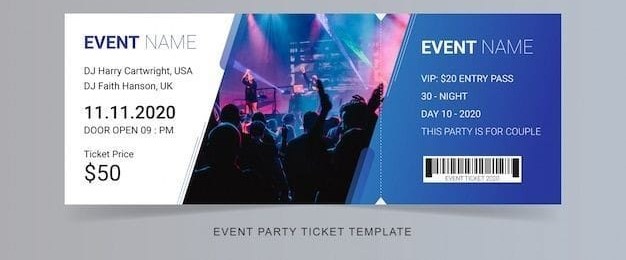 EVENT NAME
DJ Harry Cartwright, USA
DJ Faith Hanson, UK
11.11.2020
DOOR OPEN 09 : PM
Ticket Price
$50
EVENT NAME
VIP: $20 ENTRY PASS
30 - NIGHT
DAY 10 - 2020
THIS PARTY IS FOR COUPLE
EVENT TICKET 2020
EVENT PARTY TICKET TEMPLATE